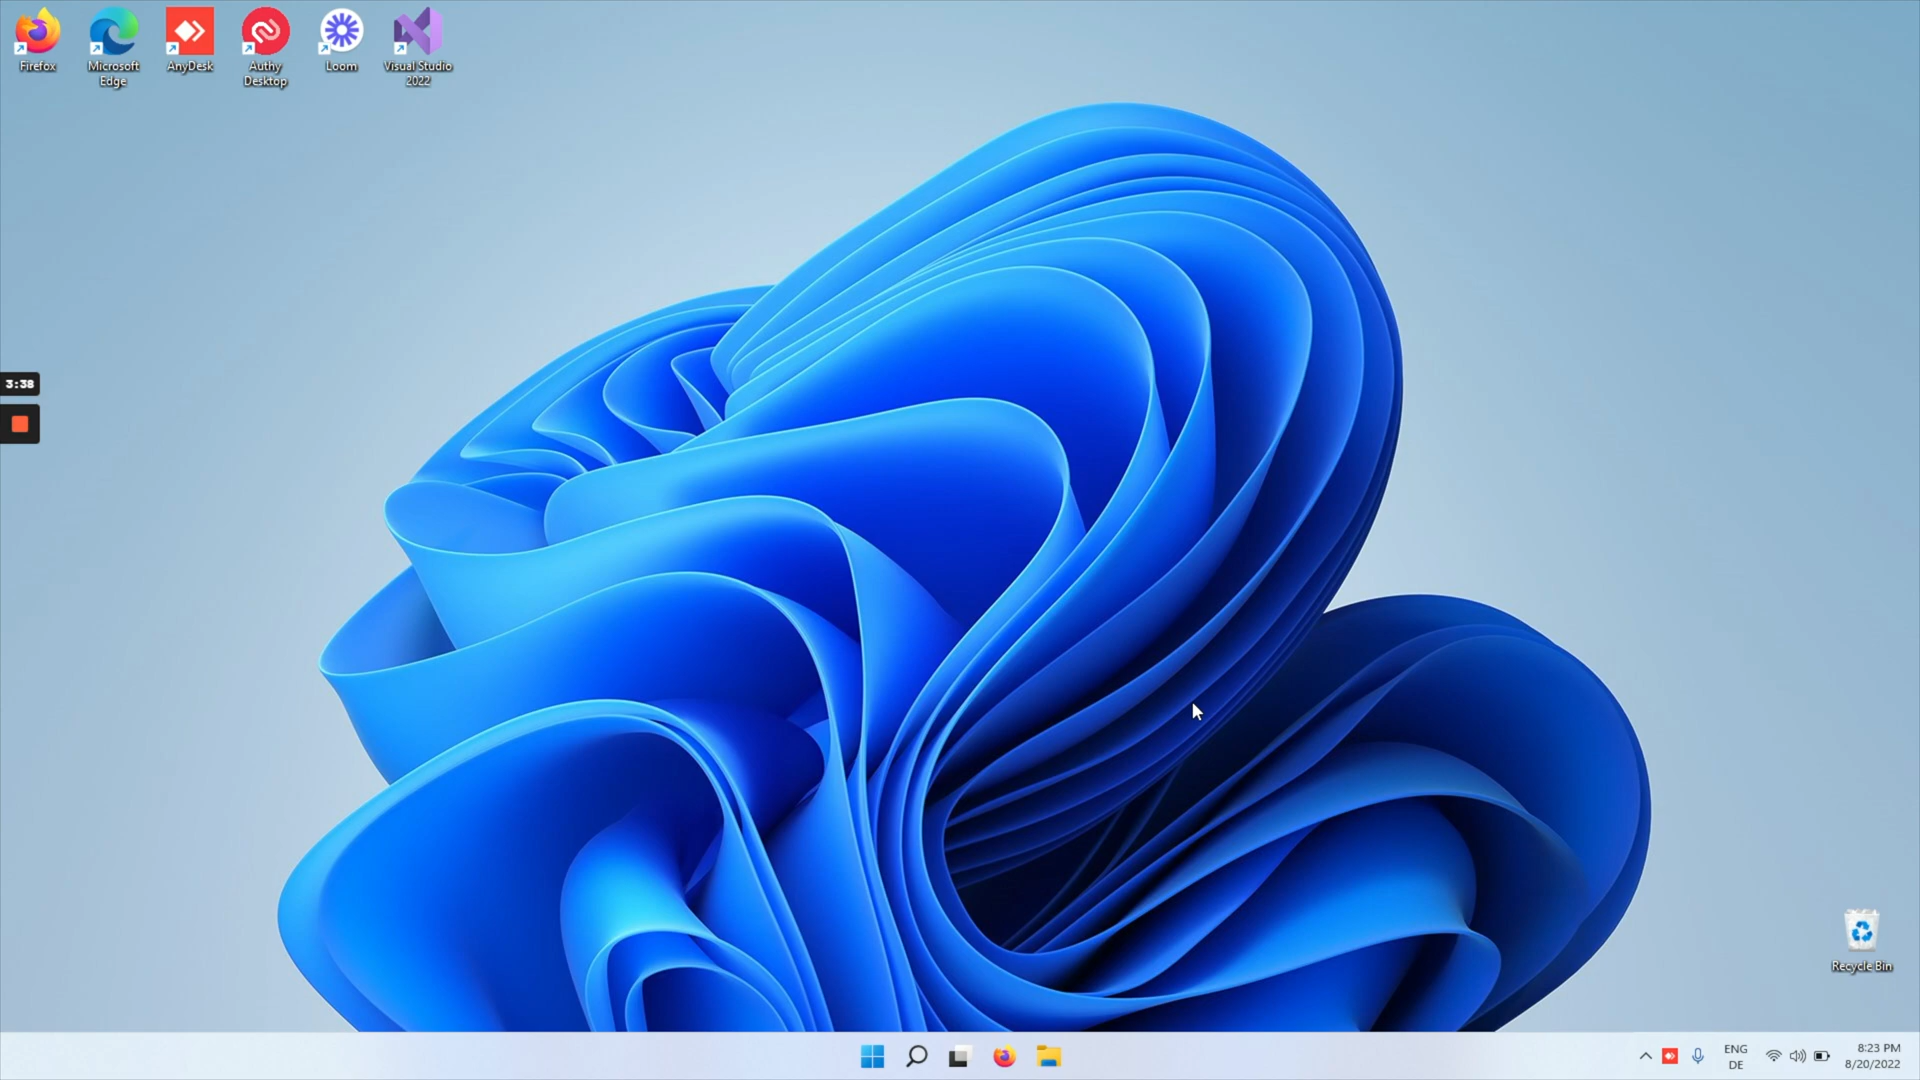 Firefox
Microsoft
Edge
AnyDesk
Authy
Desktop
Loom
Visual Studio
2022
3:38
Recycle Bin
ENG
DE
8:23 PM
8/20/2022